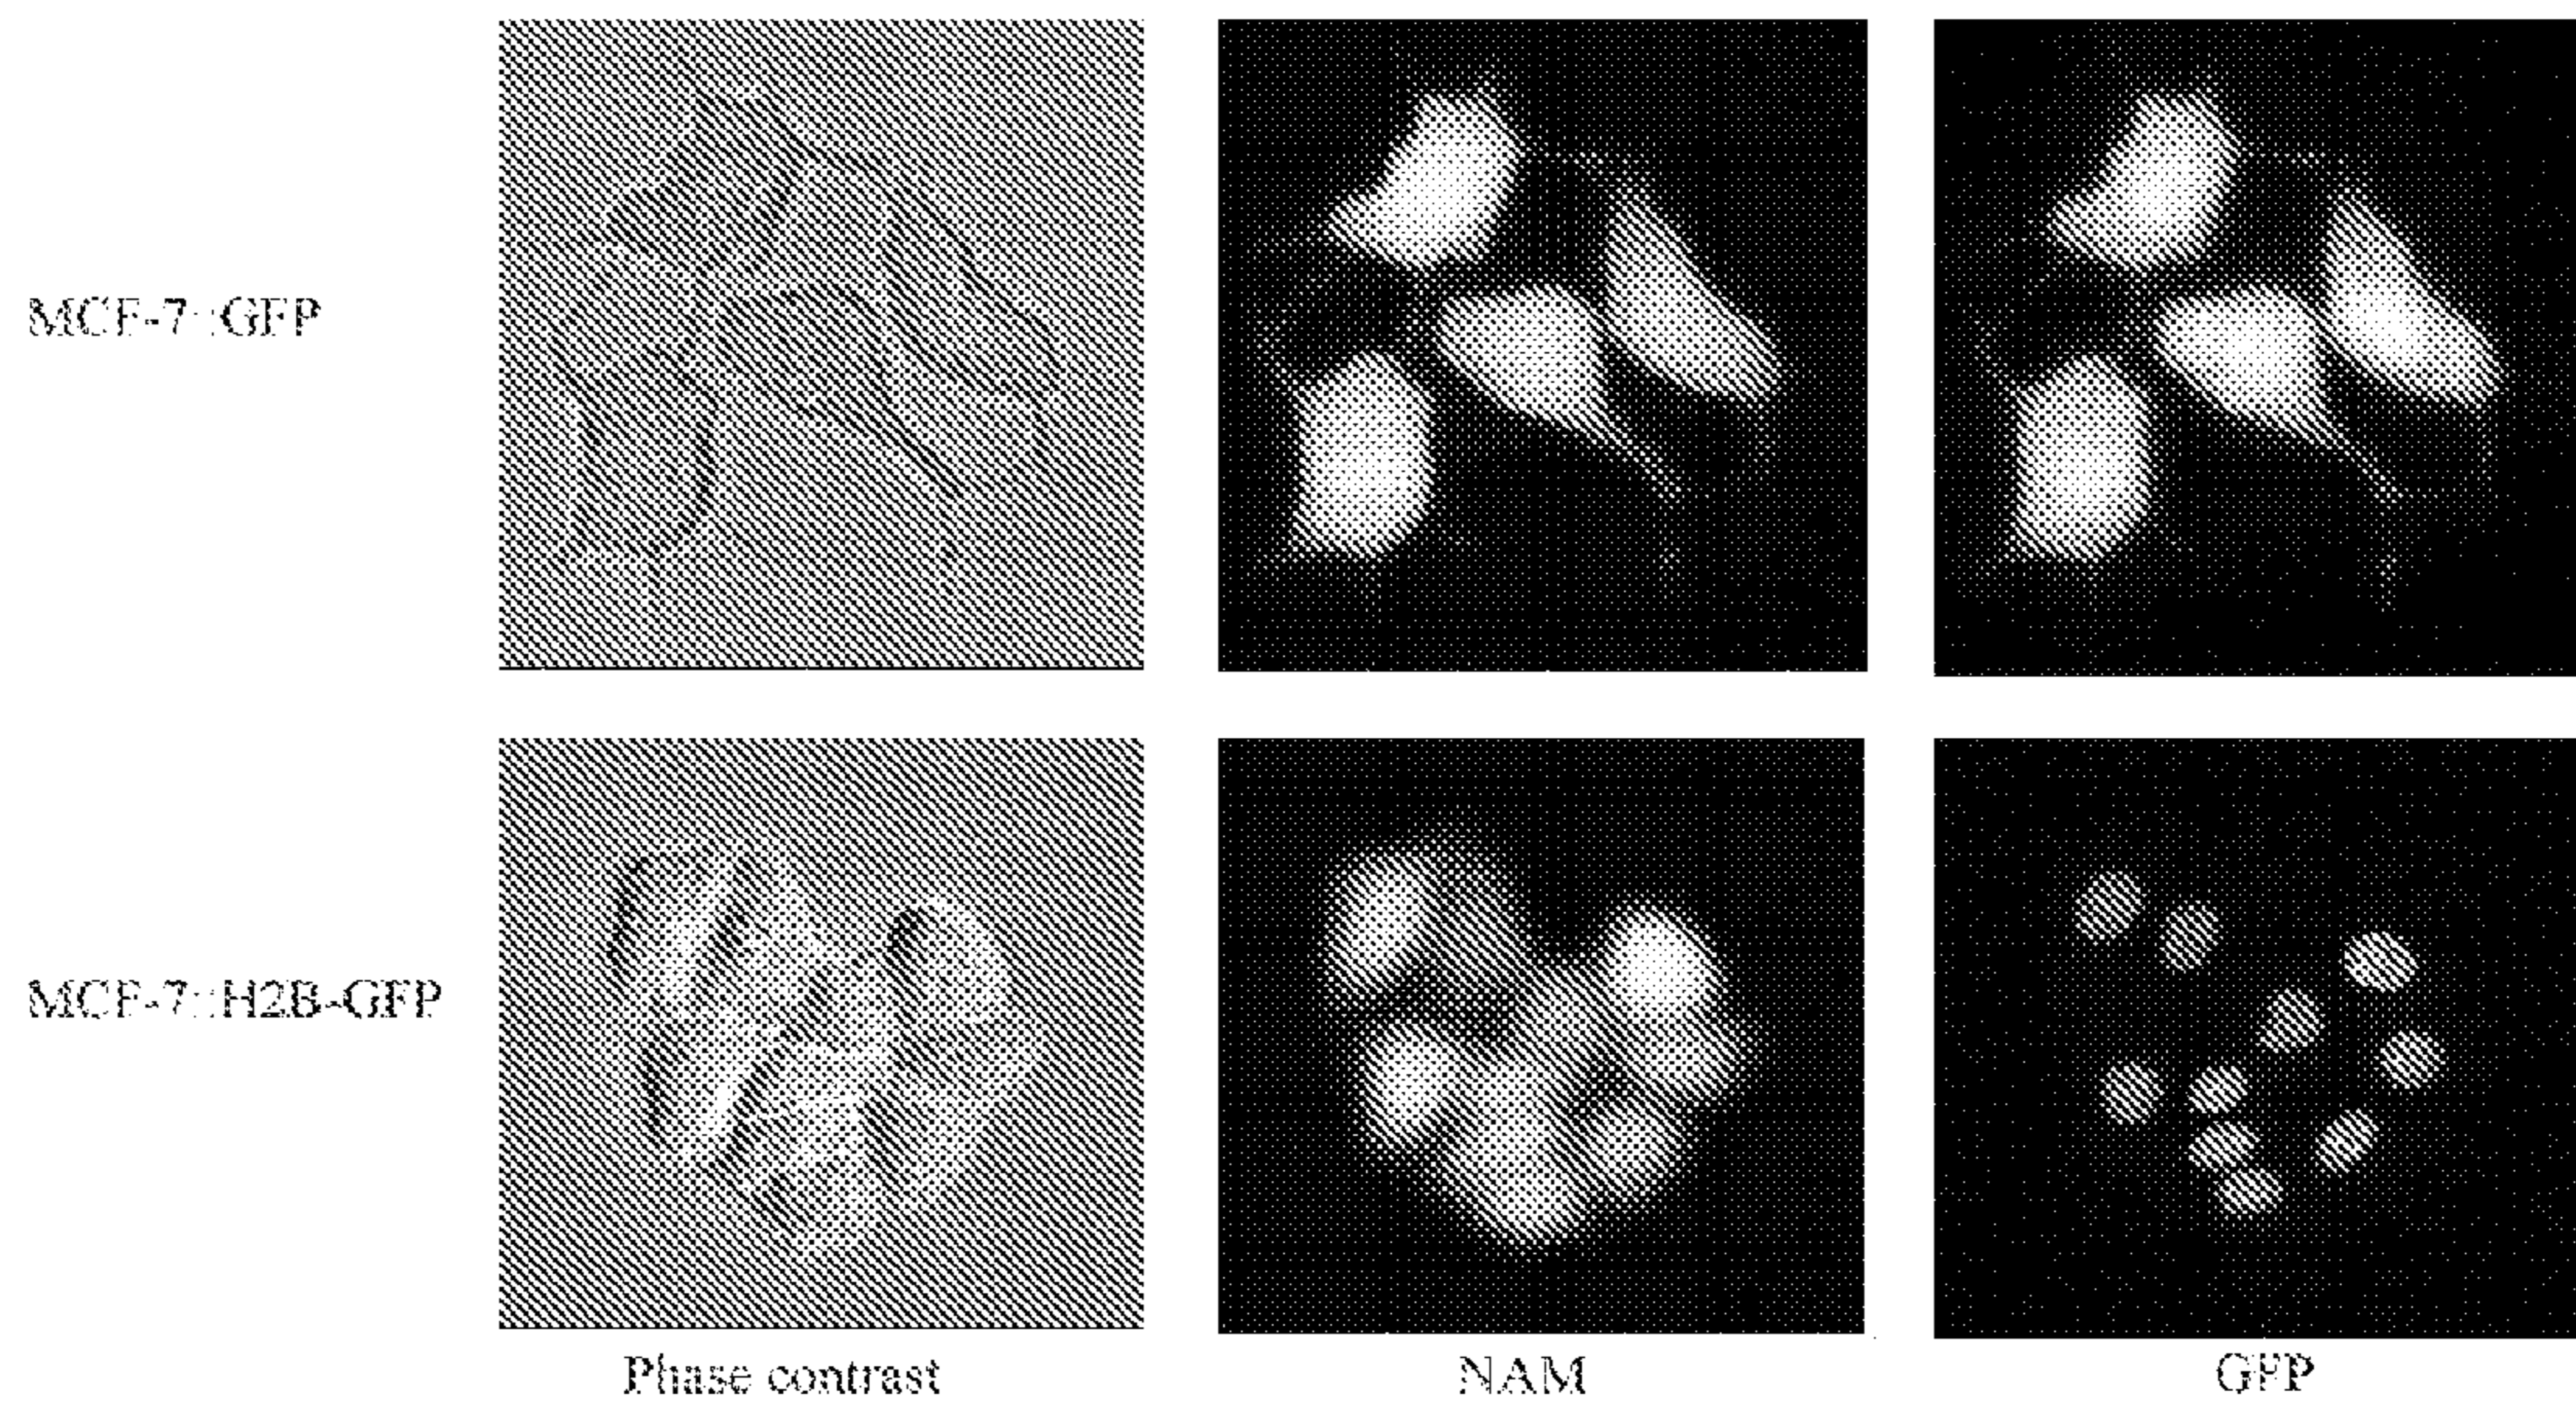 MCF-7::GFP
MCF-7::H2B-GFP
Phase contrast
NAM
GFP